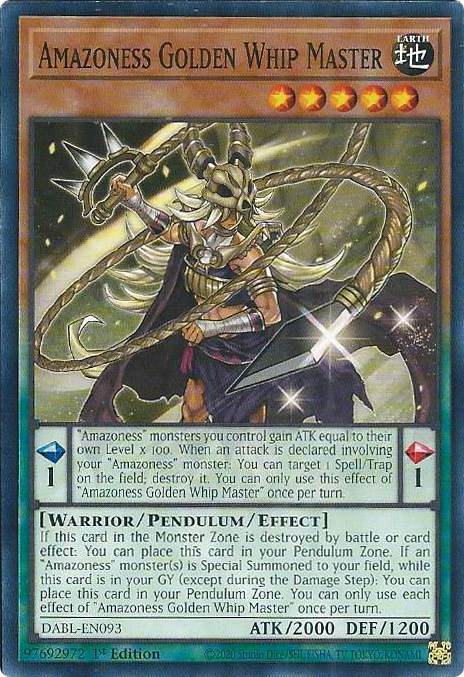 AMAZONESS GOLDEN WHIP MASTER
EARTH
地
"Amazoness" monsters you control gain ATK equal to their
own Level x 100. When an attack is declared involving
your "Amazoness" monster: You can target 1 Spell/Trap
on the field; destroy it. You can only use this effect of
"Amazoness Golden Whip Master" once per turn.
1
1
[WARRIOR/PENDULUM/EFFECT]
If this card in the Monster Zone is destroyed by battle or card
effect: You can place this card in your Pendulum Zone. If an
"Amazoness" monster(s) is Special Summoned to your field, while
this card is in your GY (except during the Damage Step): You can
place this card in your Pendulum Zone. You can only use each
effect of "Amazoness Golden Whip Master" once per turn.
DABL-EN093 ATK/2000 DEF/1200
97692972 1st Edition ©2020 Studio Dice/SHUEISHA, TV TOKYO, KONAMI